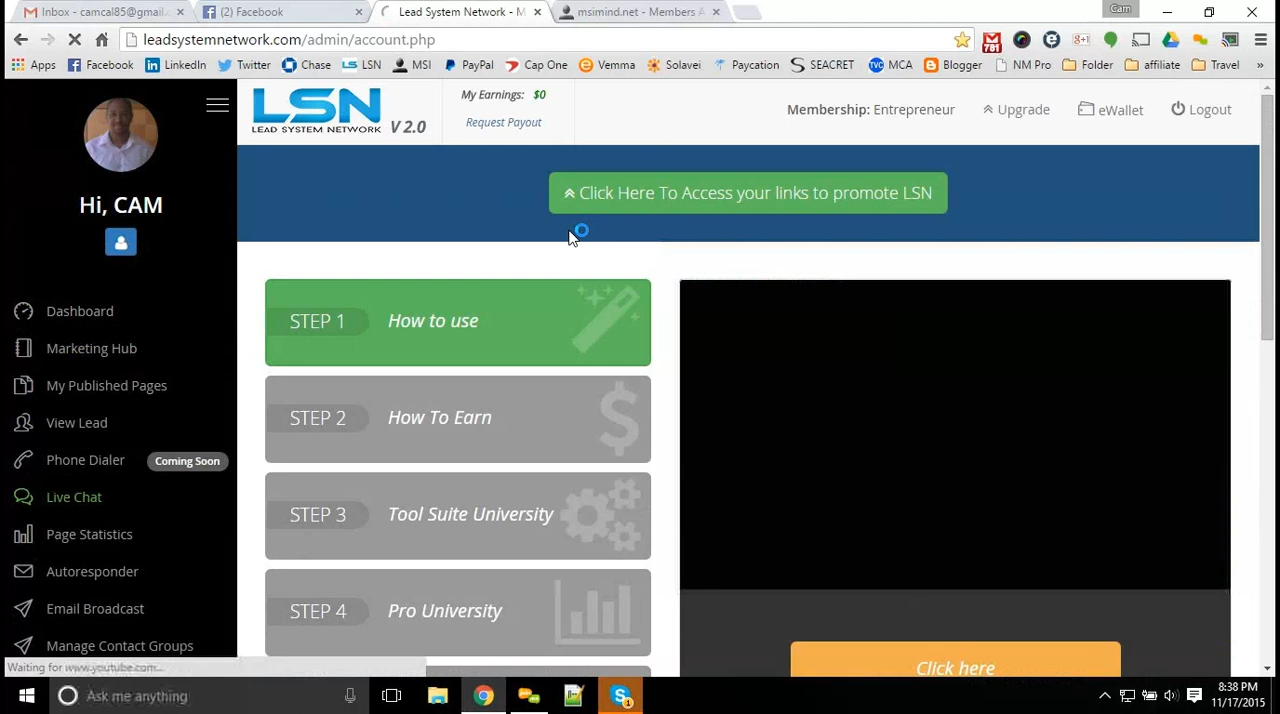 Inbox - camcal85@gmail.c
(2) Facebook
Lead System Network - M
msimind.net - Members A
Cam
leadsystemnetwork.com/admin/account.php
781
Apps
Facebook
LinkedIn
Twitter
Chase
LSN
MSI
PayPal
Cap One
Vemma
Solavei
Paycation
SEACRET
MCA
Blogger
NM Pro
Folder
affiliate
Travel
»
LSN
LEAD SYSTEM NETWORK
V 2.0
My Earnings: $0
Request Payout
Membership: Entrepreneur
Upgrade
eWallet
Logout
Click Here To Access your links to promote LSN
Hi, CAM
Dashboard
Marketing Hub
My Published Pages
View Lead
Phone Dialer
Coming Soon
Live Chat
Page Statistics
Autoresponder
Email Broadcast
Manage Contact Groups
STEP 1 How to use
STEP 2 How To Earn
STEP 3 Tool Suite University
STEP 4 Pro University
Click here
Waiting for www.youtube.com...
Ask me anything
8:38 PM
11/17/2015